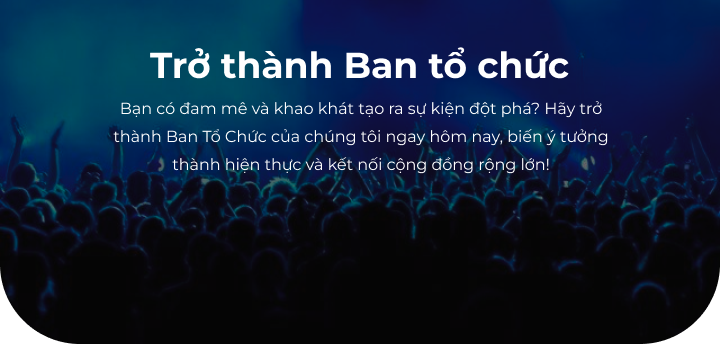 Trở thành Ban tổ chức
Bạn có đam mê và khao khát tạo ra sự kiện đột phá? Hãy trở
thành Ban Tổ Chức của chúng tôi ngay hôm nay, biến ý tưởng
thành hiện thực và kết nối cộng đồng rộng lớn!